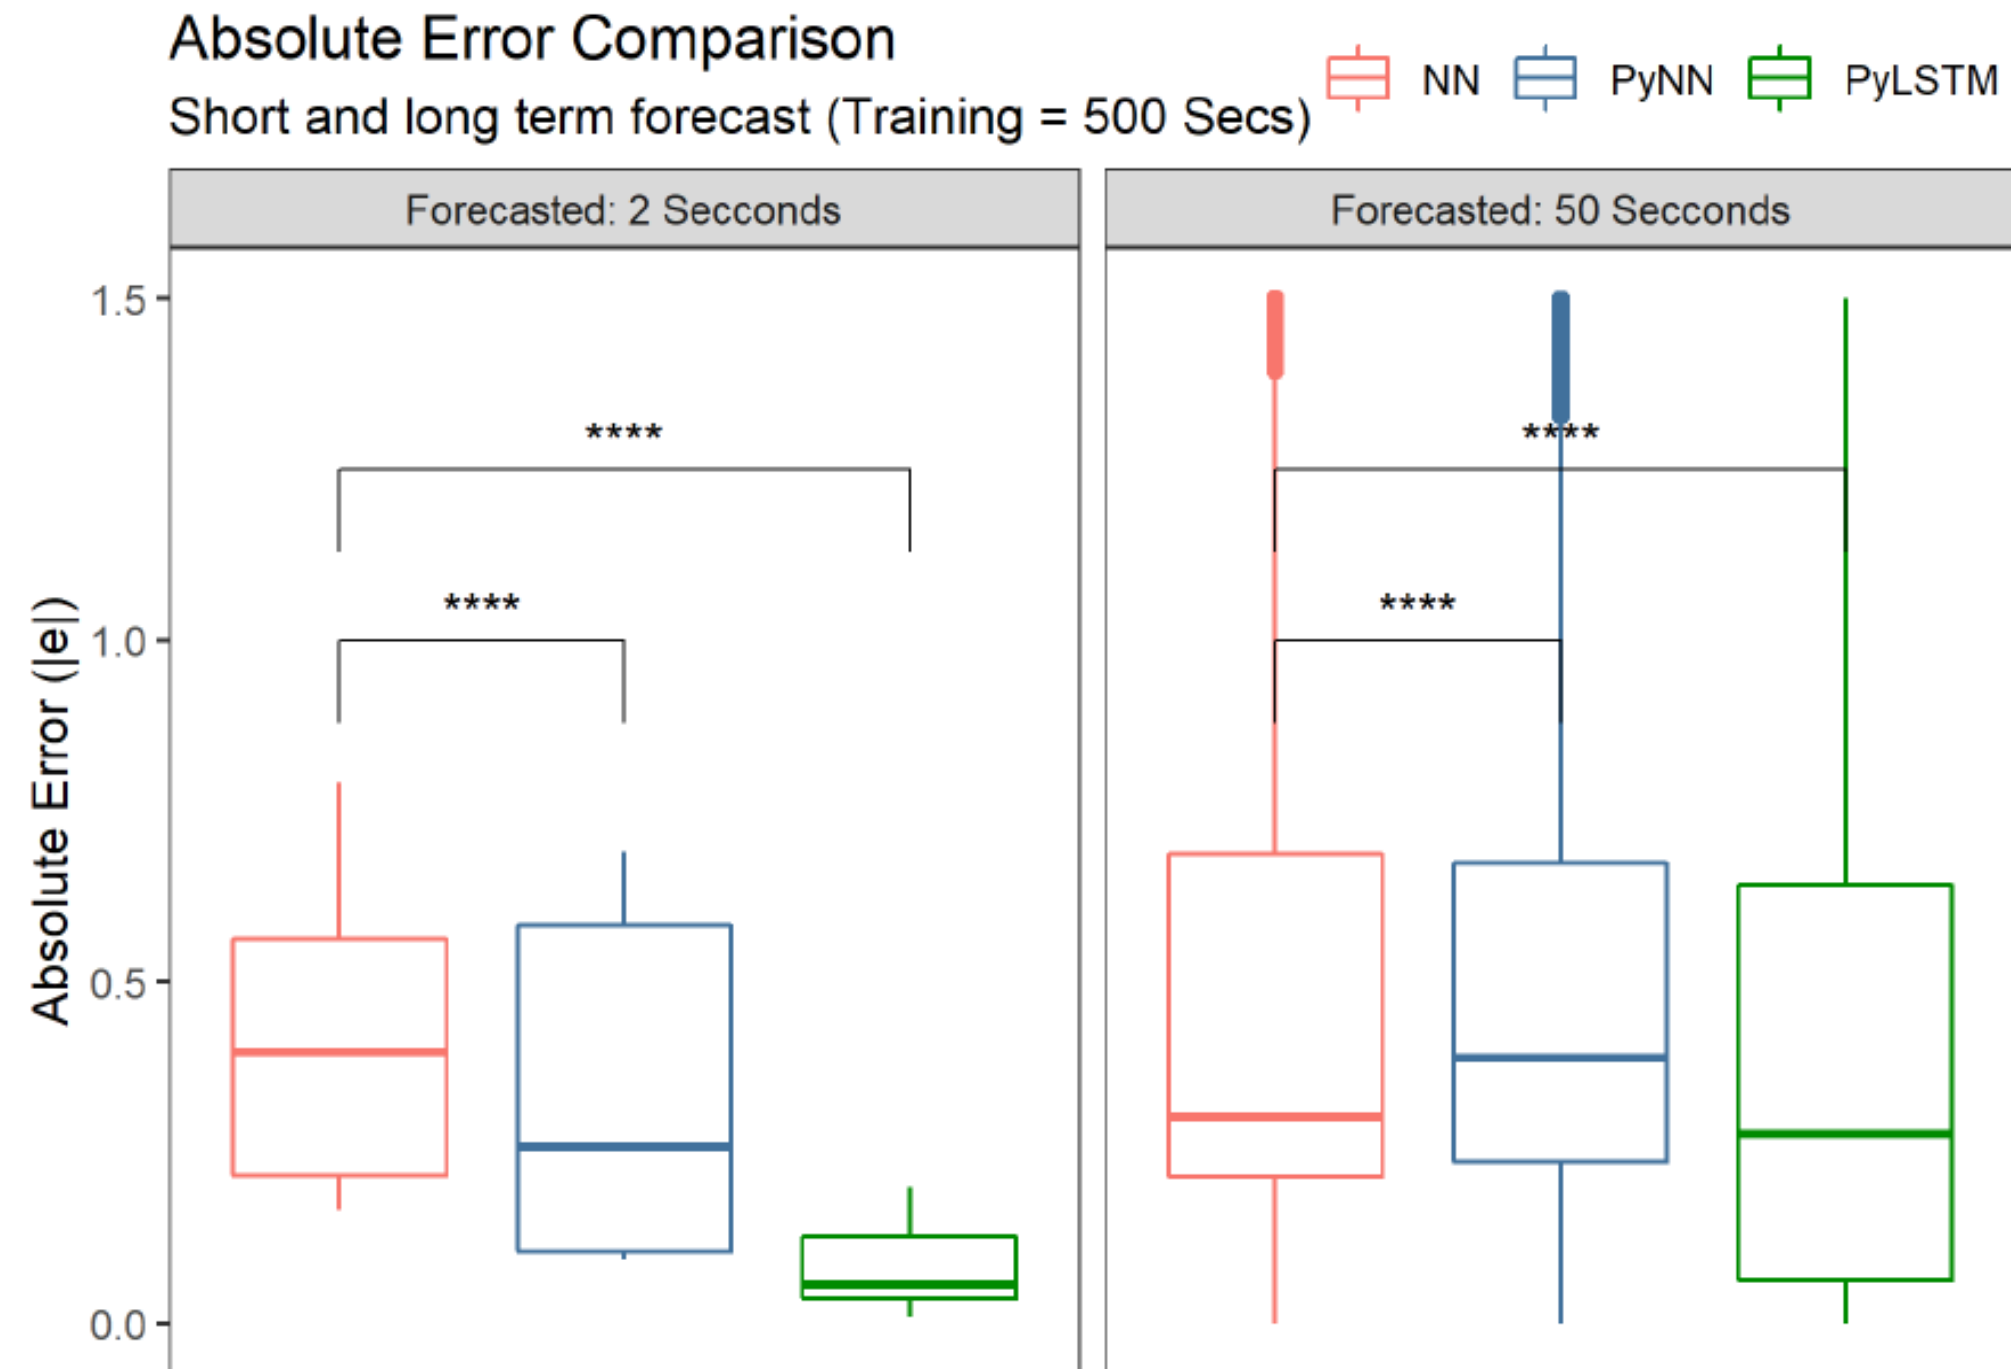 Absolute Error Comparison
Short and long term forecast (Training = 500 Secs)
NN PyNN PyLSTM
Forecasted: 2 Secconds
Forecasted: 50 Secconds
Absolute Error (|e|)
1.5
1.0
0.5
0.0
****
****
****
****